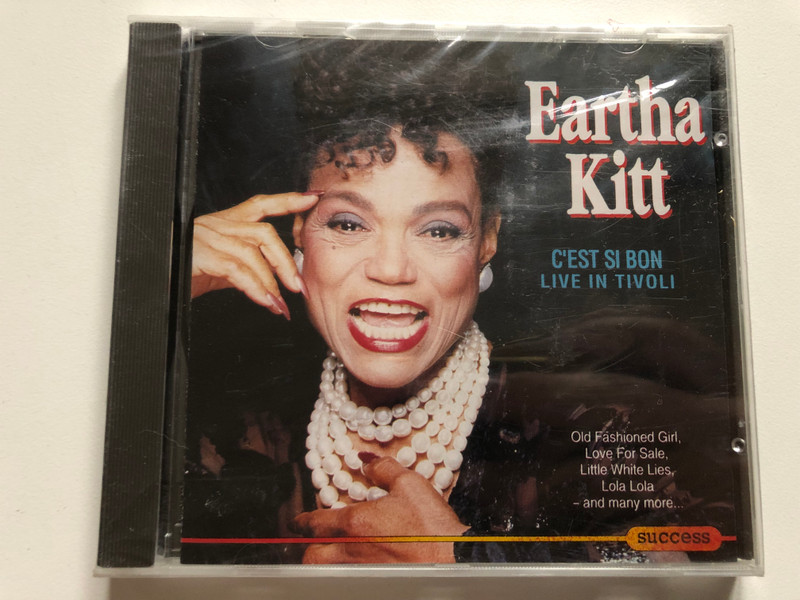 Eartha
Kitt
C'EST SI BON
LIVE IN TIVOLI
Old Fashioned Girl,
Love For Sale,
Little White Lies,
Lola Lola
– and many more...
success